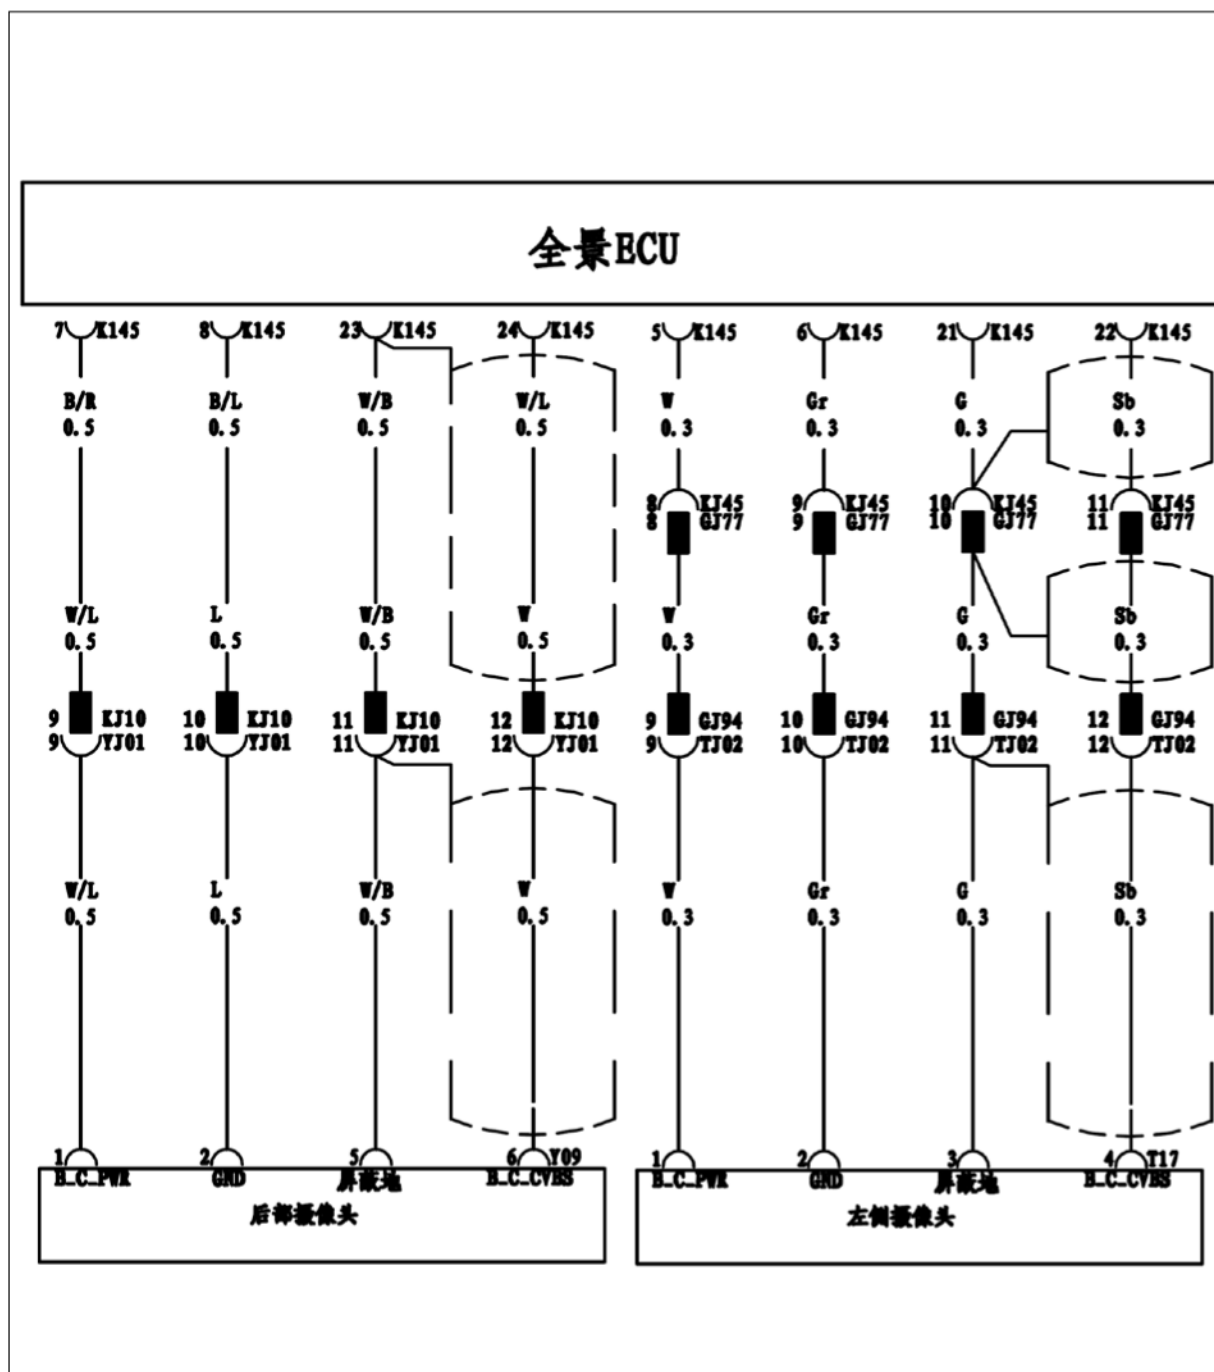 全景ECU
7 K145 8 K145 23 K145 24 K145 5 K145 6 K145 21 K145 22 K145
B/R B/L W/B W/L W Gr G Sb
0.5 0.5 0.5 0.5 0.3 0.3 0.3 0.3
8 KJ45 9 KJ45 10 KJ45 11 KJ45
8 GJ77 9 GJ77 10 GJ77 11 GJ77
W/L L W/B W W Gr G Sb
0.5 0.5 0.5 0.5 0.3 0.3 0.3 0.3
9 KJ10 10 KJ10 11 KJ10 12 KJ10 9 GJ94 10 GJ94 11 GJ94 12 GJ94
9 YJ01 10 YJ01 11 YJ01 12 YJ01 9 TJ02 10 TJ02 11 TJ02 12 TJ02
W/L L W/B W W Gr G Sb
0.5 0.5 0.5 0.5 0.3 0.3 0.3 0.3
1 2 5 6 Y09 1 2 3 4 T17
B_C_PWR GND 屏蔽地 B_C_CVBS B_C_PWR GND 屏蔽地 B_C_CVBS
后部摄像头 左侧摄像头